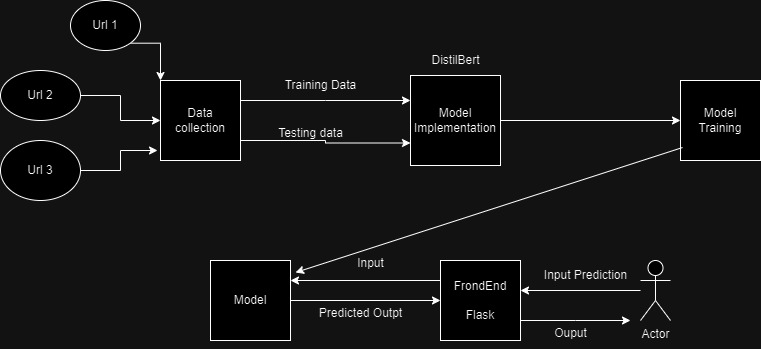 Url 1
DistilBert
Url 2
Training Data
Data
collection
Model
Implementation
Model
Training
Testing data
Url 3
Input
Input Prediction
Model
FrondEnd
Flask
Predicted Outpt
Ouput
Actor